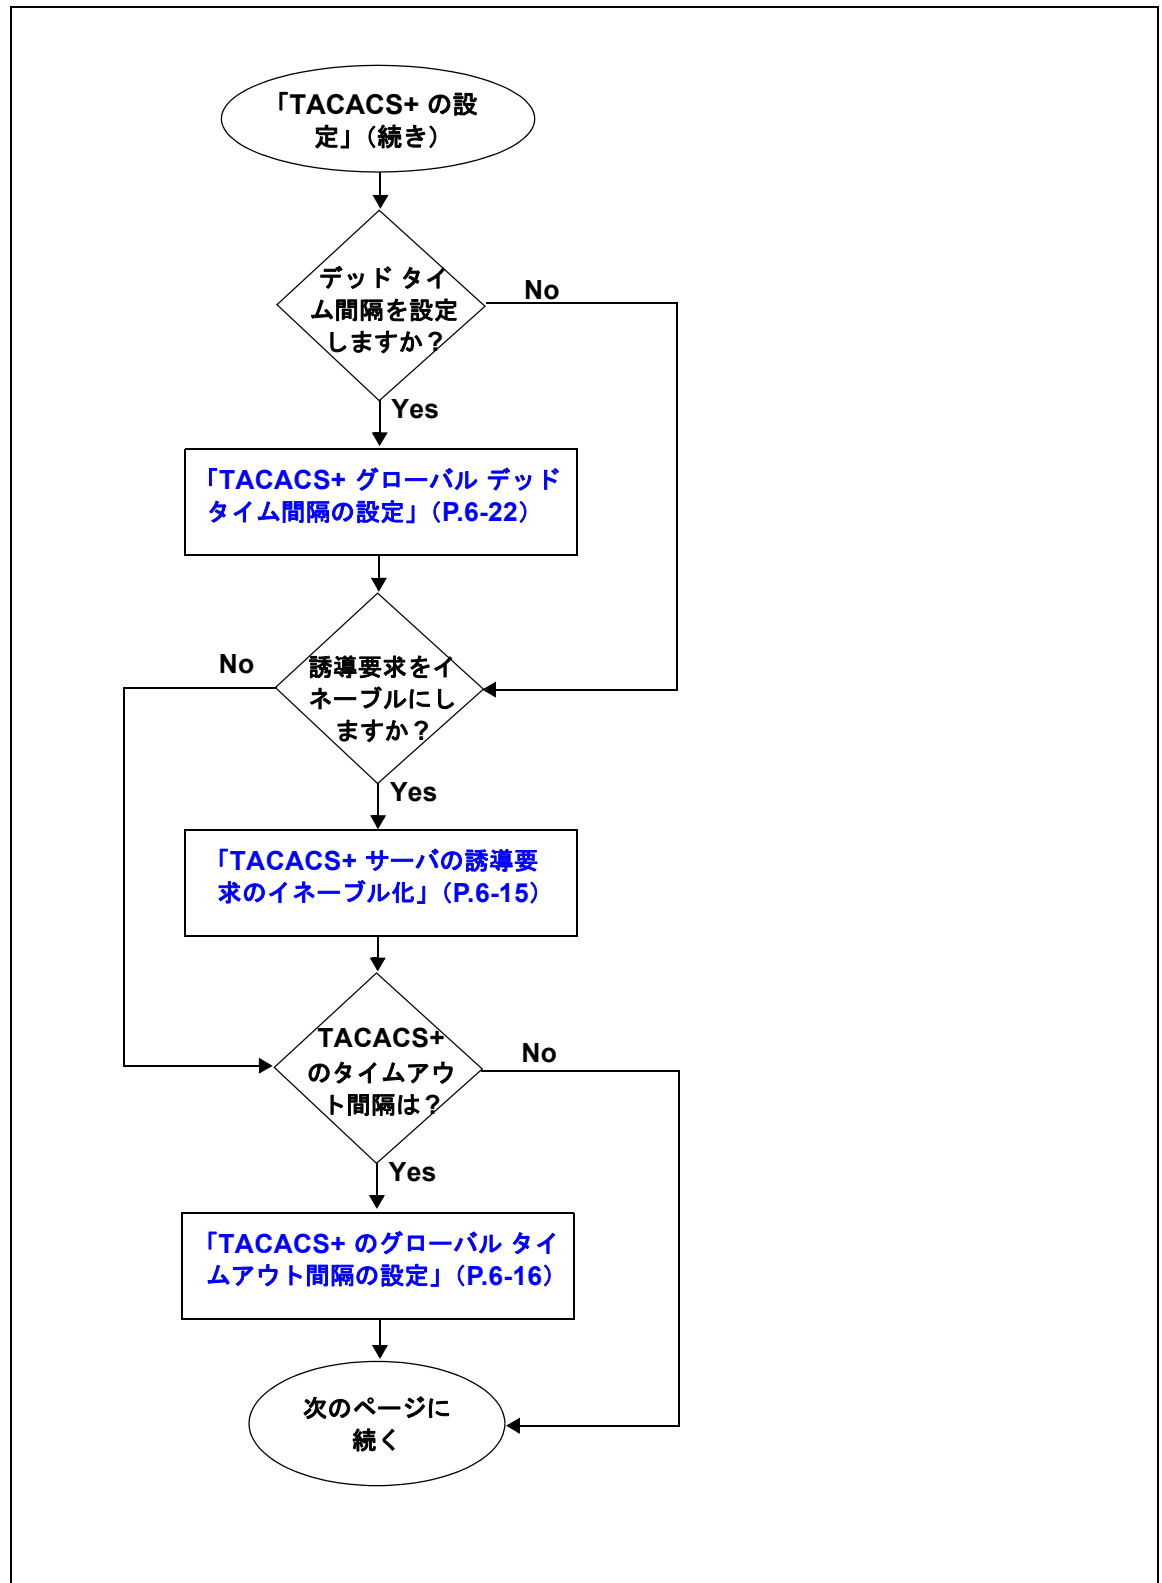 「TACACS+ の設
定」（続き）
デッド タイ
ム間隔を設定
しますか？
No
Yes
「TACACS+ グローバル デッド
タイム間隔の設定」（P.6-22）
No
誘導要求をイ
ネーブルにし
ますか？
Yes
「TACACS+ サーバの誘導要
求のイネーブル化」（P.6-15）
TACACS+
のタイムアウ
ト間隔は？
No
Yes
「TACACS+ のグローバル タイ
ムアウト間隔の設定」（P.6-16）
次のページに
続く